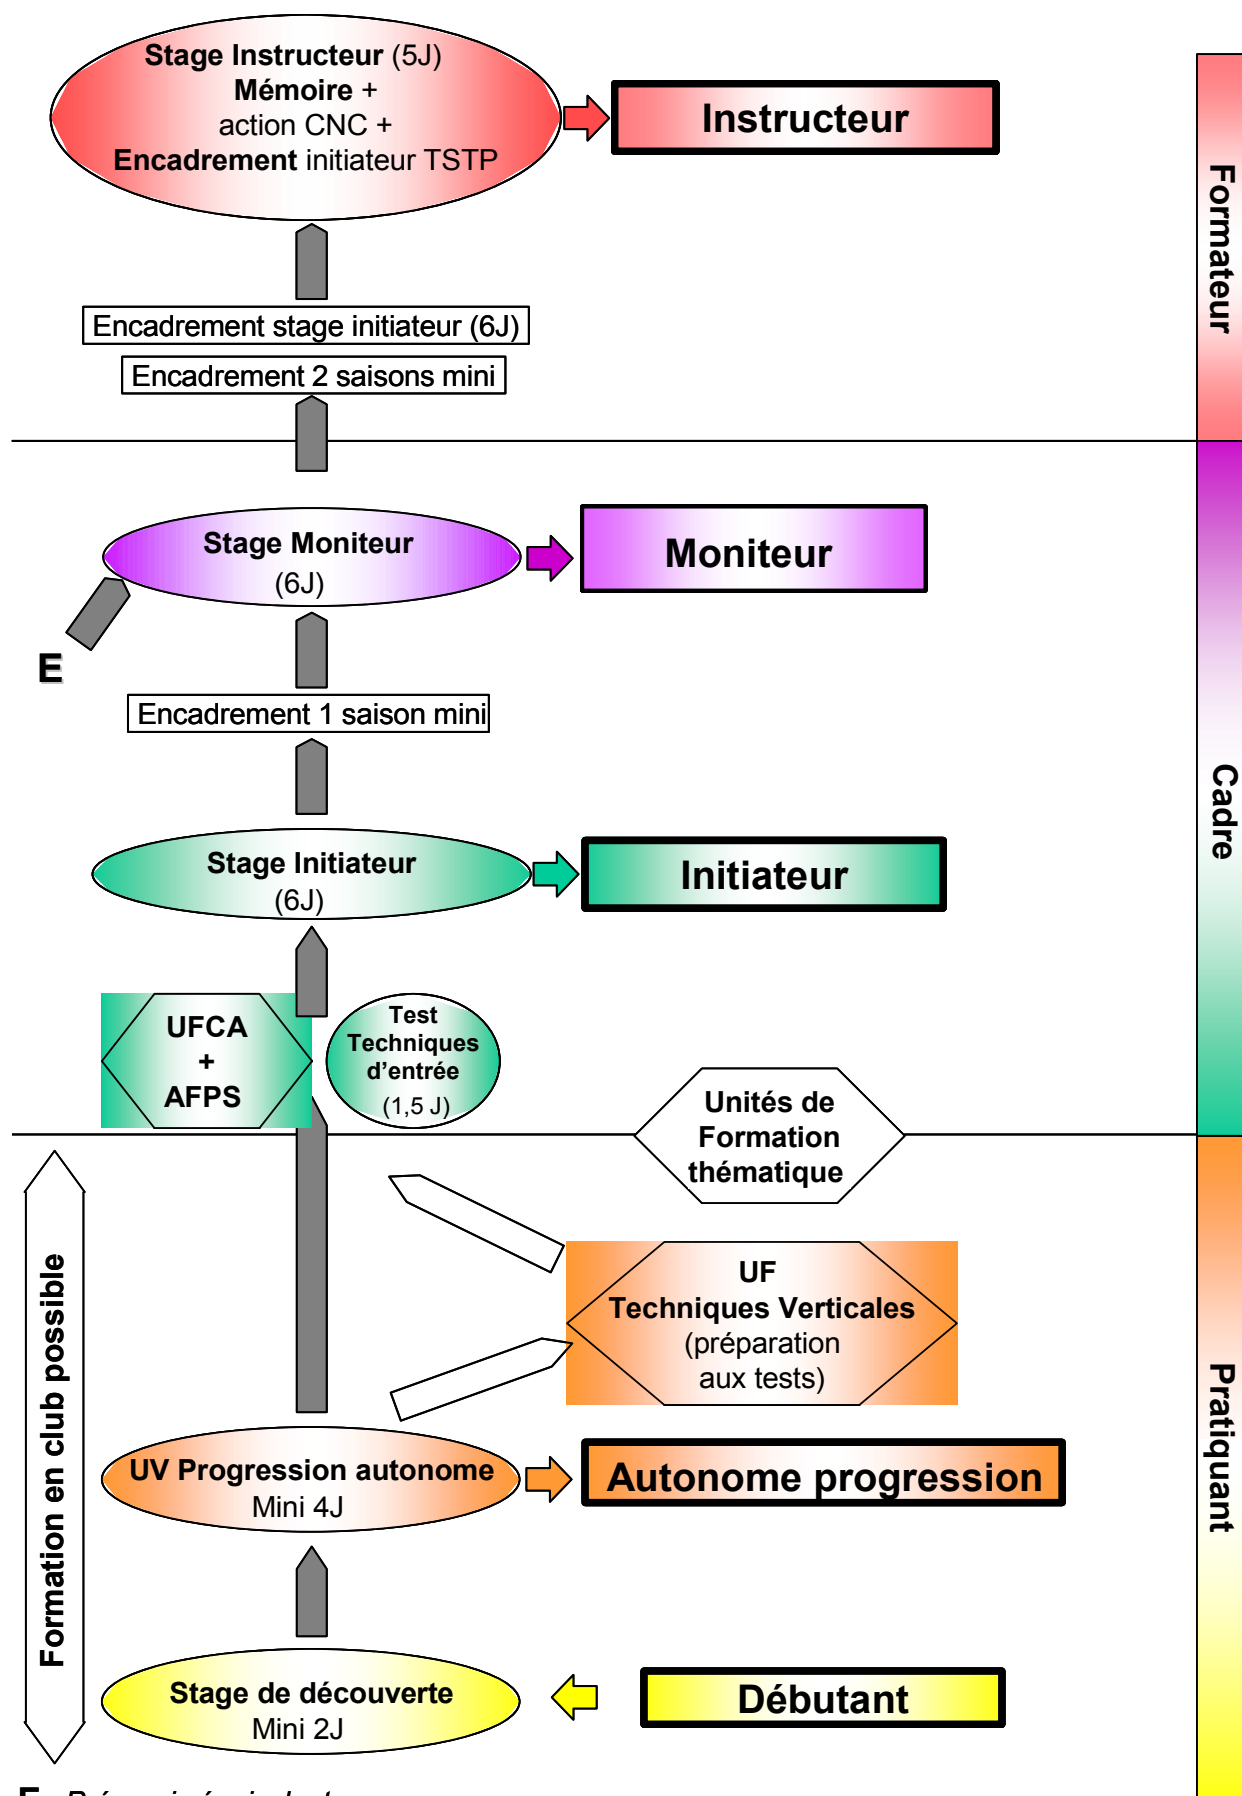 Stage Instructeur (5J)
Mémoire +
action CNC +
Encadrement initiateur TSTP
Instructeur
Formateur
Encadrement stage initiateur (6J)
Encadrement 2 saisons mini
Stage Moniteur
(6J)
Moniteur
E
Encadrement 1 saison mini
Cadre
Stage Initiateur
(6J)
Initiateur
UFCA
+
AFPS
Test
Techniques
d'entrée
(1,5 J)
Unités de
Formation
thématique
Formation en club possible
UF
Techniques Verticales
(préparation
aux tests)
Pratiquant
UV Progression autonome
Mini 4J
Autonome progression
Stage de découverte
Mini 2J
Débutant